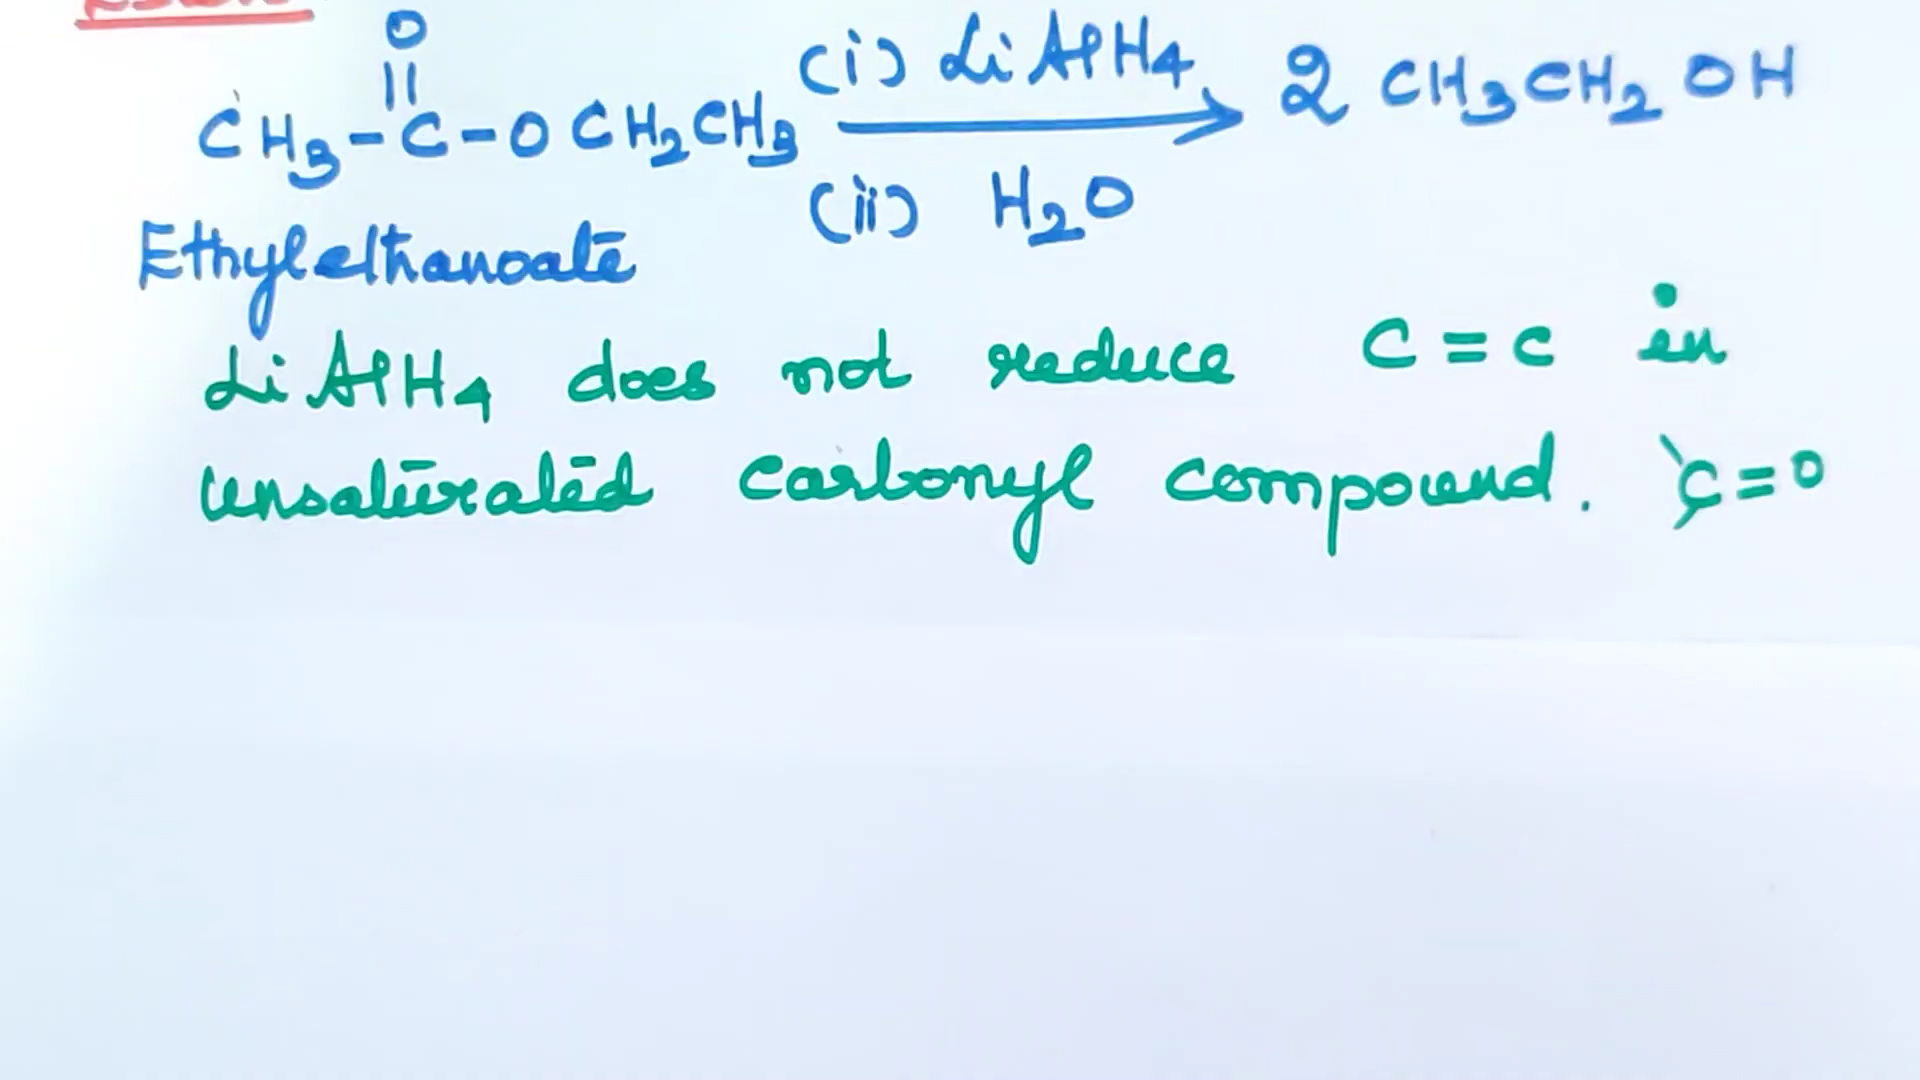 O
||
CH3-C-OCH2CH3 (i) LiAlH4 → 2 CH3CH2OH
(ii) H2O
Ethylethanoate
LiAlH4 does not reduce C=C in
unsaturated carbonyl compound. C=O